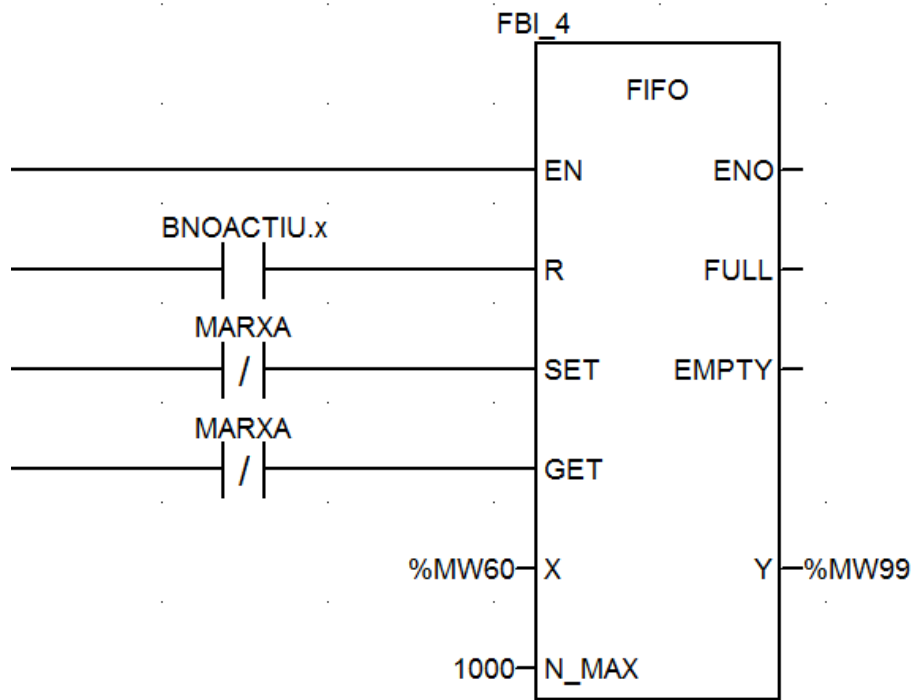 FBI_4
FIFO
EN ENO
BNOACTIU.x
R FULL
MARXA
/
SET EMPTY
MARXA
/
GET
%MW60 X Y %MW99
1000 N_MAX